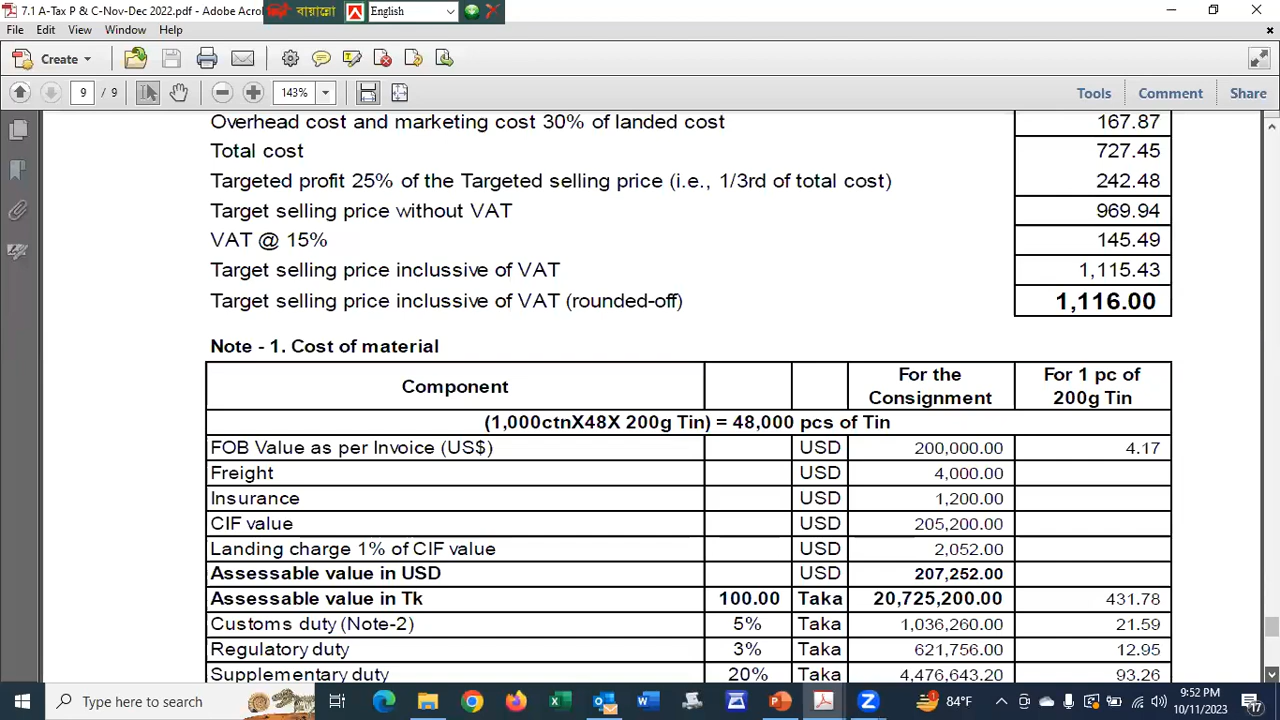 7.1 A-Tax P & C-Nov-Dec 2022.pdf - Adobe Acro
বায়ান্নো English
File Edit View Window Help
Create
9 / 9 143% Tools Comment Share
Overhead cost and marketing cost 30% of landed cost 167.87
Total cost 727.45
Targeted profit 25% of the Targeted selling price (i.e., 1/3rd of total cost) 242.48
Target selling price without VAT 969.94
VAT @ 15% 145.49
Target selling price inclussive of VAT 1,115.43
Target selling price inclussive of VAT (rounded-off) 1,116.00
Note - 1. Cost of material
Component For the Consignment For 1 pc of 200g Tin
(1,000ctnX48X 200g Tin) = 48,000 pcs of Tin
FOB Value as per Invoice (US$) USD 200,000.00 4.17
Freight USD 4,000.00
Insurance USD 1,200.00
CIF value USD 205,200.00
Landing charge 1% of CIF value USD 2,052.00
Assessable value in USD USD 207,252.00
Assessable value in Tk 100.00 Taka 20,725,200.00 431.78
Customs duty (Note-2) 5% Taka 1,036,260.00 21.59
Regulatory duty 3% Taka 621,756.00 12.95
Supplementary duty 20% Taka 4,476,643.20 93.26
Type here to search 84°F 9:52 PM
10/11/2023 17